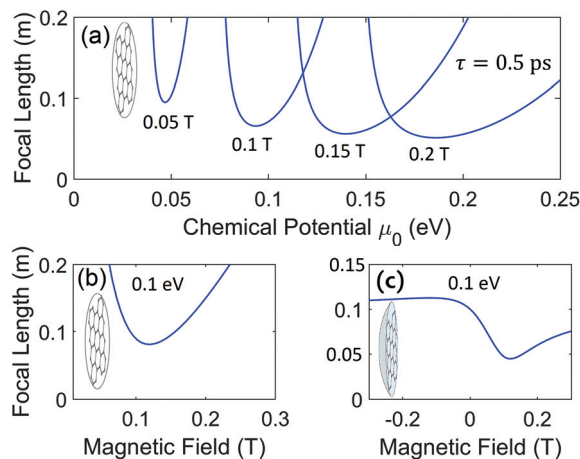 (a)
Focal Length (m)
0.2
0.1
0
τ = 0.5 ps
0.05 T
0.1 T
0.15 T
0.2 T
0
0.05
0.1
0.15
0.2
0.25
Chemical Potential μ0 (eV)
(b)
Focal Length (m)
0.2
0.1
0
0.1 eV
0.1
0.2
0.3
Magnetic Field (T)
(c)
0.15
0.1
0.05
0
0.1 eV
-0.2
0
0.2
Magnetic Field (T)